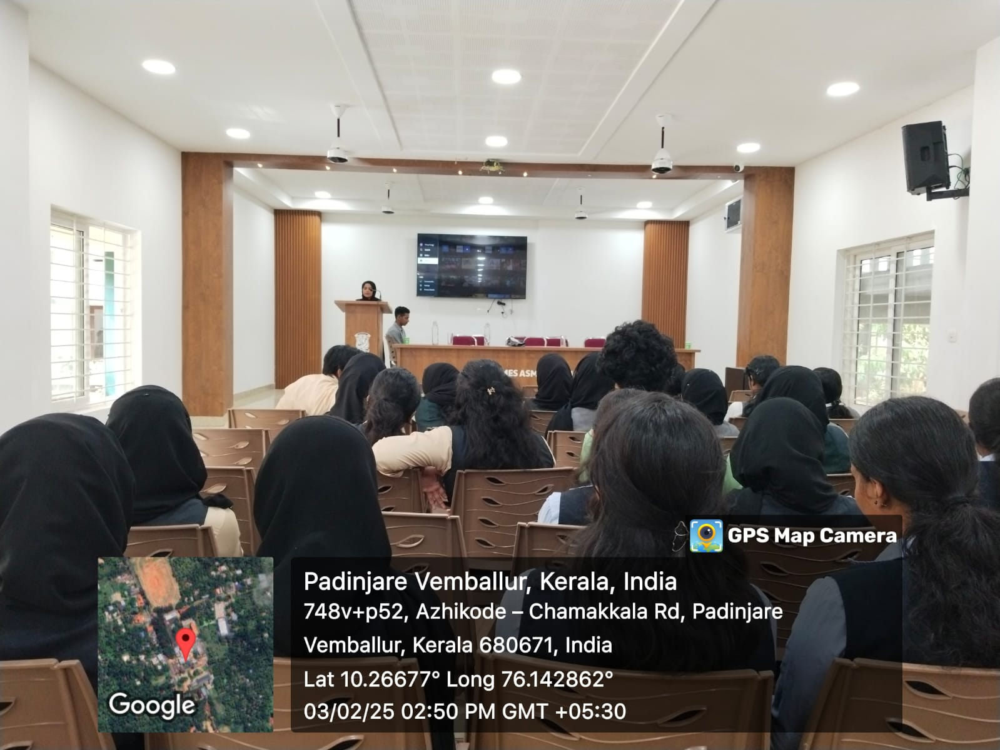 MES ASM
GPS Map Camera
Padinjare Vemballur, Kerala, India
748v+p52, Azhikode – Chamakkala Rd, Padinjare
Vemballur, Kerala 680671, India
Lat 10.26677° Long 76.142862°
03/02/25 02:50 PM GMT +05:30
Google